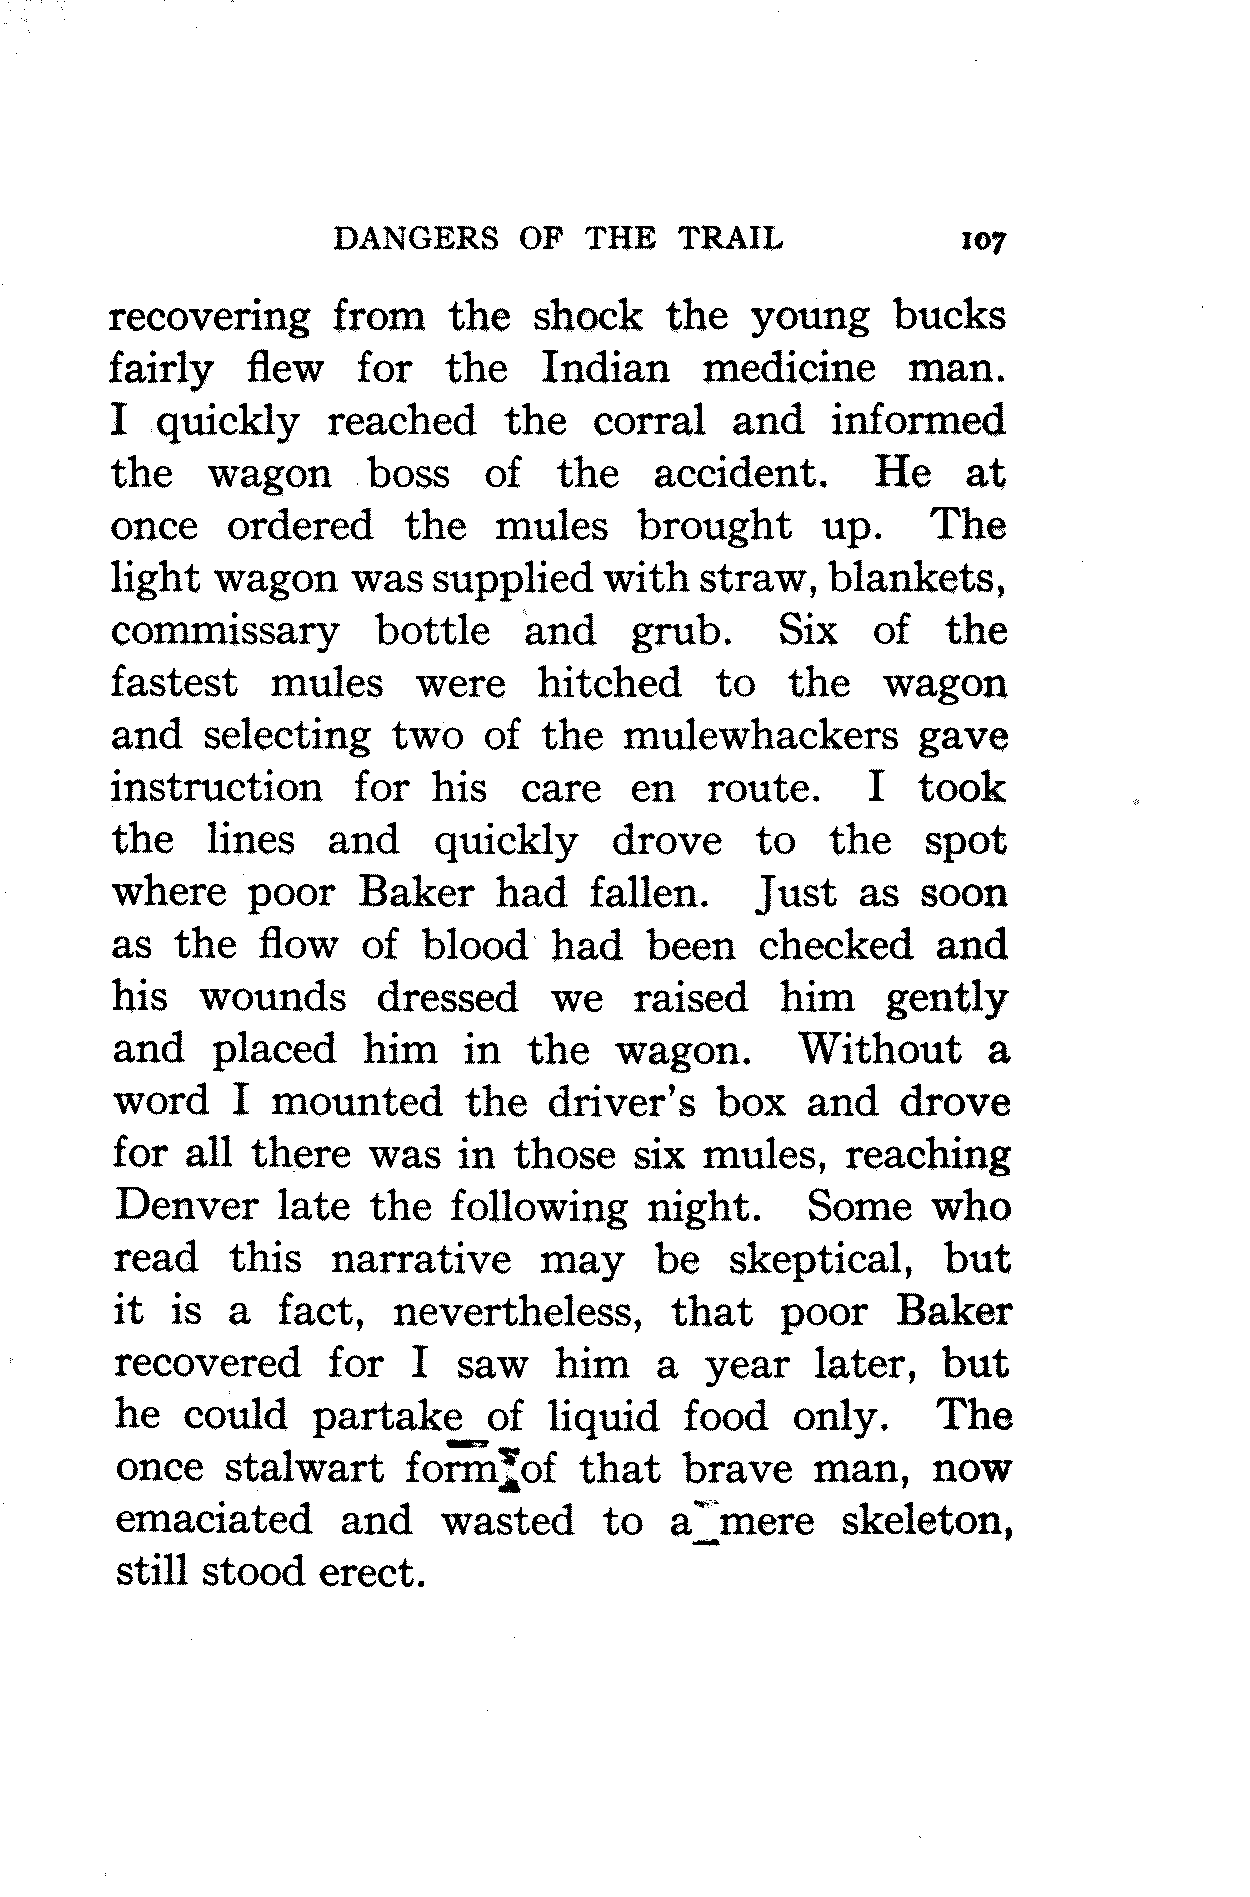 DANGERS OF THE TRAIL 107
recovering from the shock the young bucks
fairly flew for the Indian medicine man.
I quickly reached the corral and informed
the wagon boss of the accident. He at
once ordered the mules brought up. The
light wagon was supplied with straw, blankets,
commissary bottle and grub. Six of the
fastest mules were hitched to the wagon
and selecting two of the mulewhackers gave
instruction for his care en route. I took
the lines and quickly drove to the spot
where poor Baker had fallen. Just as soon
as the flow of blood had been checked and
his wounds dressed we raised him gently
and placed him in the wagon. Without a
word I mounted the driver's box and drove
for all there was in those six mules, reaching
Denver late the following night. Some who
read this narrative may be skeptical, but
it is a fact, nevertheless, that poor Baker
recovered for I saw him a year later, but
he could partake of liquid food only. The
once stalwart form of that brave man, now
emaciated and wasted to a mere skeleton,
still stood erect.